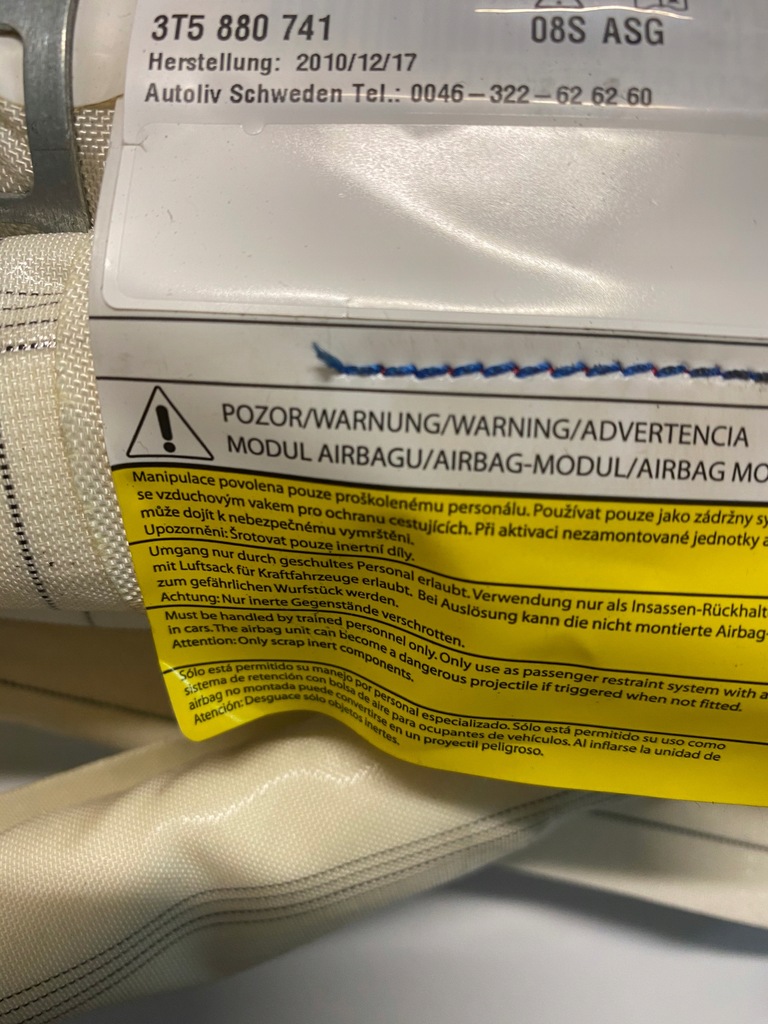 3T5 880 741
08S ASG
Herstellung: 2010/12/17
Autoliv Schweden Tel.: 0046-322-62 62 60
POZOR/WARNUNG/WARNING/ADVERTENCIA
MODUL AIRBAGU/AIRBAG-MODUL/AIRBAG MO
Manipulace povolena pouze proškolenému personálu. Používat pouze jako zádržný sy
se vzduchovým vakem pro ochranu cestujících. Při aktivaci nezamontované jednotky a
může dojít k nebezpečnému vymrštění.
Upozornění: Šrotovat pouze inertní díly.
Umgang nur durch geschultes Personal erlaubt. Verwendung nur als Insassen-Rückhalt
mit Luftsack für Kraftfahrzeuge erlaubt. Bei Auslösung kann die nicht montierte Airbag-
zum gefährlichen Wurfstück werden.
Achtung: Nur inerte Gegenstände verschrotten.
Must be handled by trained personnel only. Only use as passenger restraint system with a
in cars. The airbag unit can become a dangerous projectile if triggered when not fitted.
Attention: Only scrap inert components.
Sólo está permitido su manejo por personal especializado. Sólo está permitido su uso como
sistema de retención con bolsa de aire para ocupantes de vehículos. Al inflarse la unidad de
airbag no montada puede convertirse en un proyectil peligroso.
Atención: Desguace sólo objetos inertes.